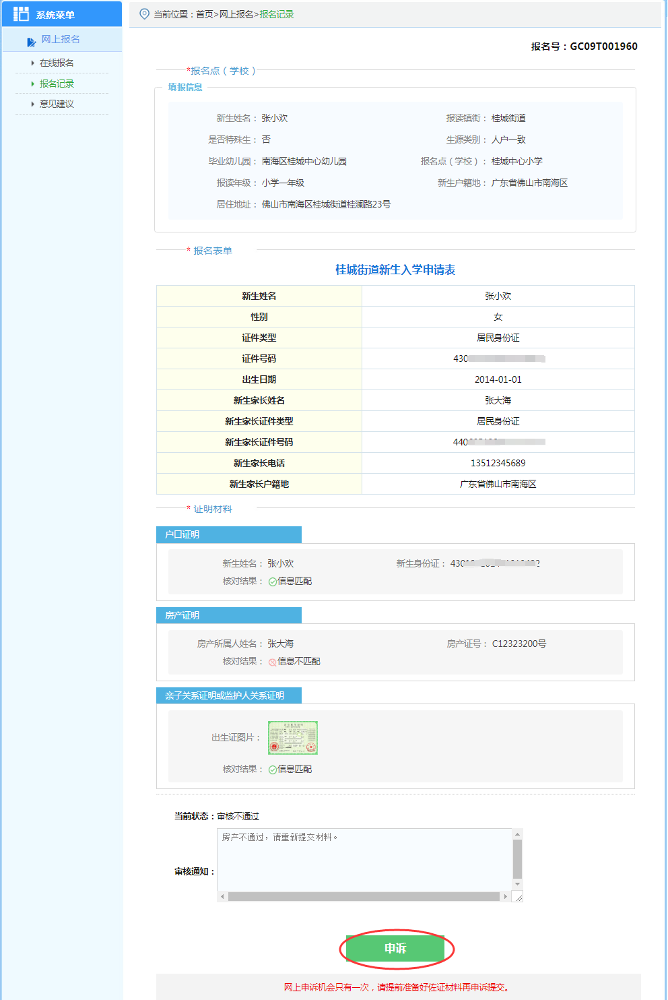 系统菜单
网上报名
在线报名
报名记录
意见建议
当前位置：首页>网上报名>报名记录
报名号：GC09T001960
*报名点（学校）
填报信息
新生姓名： 张小欢 报读镇街： 桂城街道
是否特殊生： 否 生源类别： 人户一致
毕业幼儿园： 南海区桂城中心幼儿园 报名点（学校）： 桂城中心小学
报读年级： 小学一年级 新生户籍地： 广东省佛山市南海区
居住地址： 佛山市南海区桂城街道桂澜路23号
* 报名表单
桂城街道新生入学申请表
新生姓名 张小欢
性别 女
证件类型 居民身份证
证件号码 430
出生日期 2014-01-01
新生家长姓名 张大海
新生家长证件类型 居民身份证
新生家长证件号码 440
新生家长电话 13512345689
新生家长户籍地 广东省佛山市南海区
* 证明材料
户口证明
新生姓名： 张小欢 新生身份证： 430
核对结果： 信息匹配
房产证明
房产所属人姓名： 张大海 房产证号： C12323200号
核对结果： 信息不匹配
亲子关系证明或监护人关系证明
出生证图片：
核对结果： 信息匹配
当前状态：审核不通过
审核通知：
房产不通过，请重新提交材料。
申诉
网上申诉机会只有一次，请提前准备好佐证材料再申诉提交。